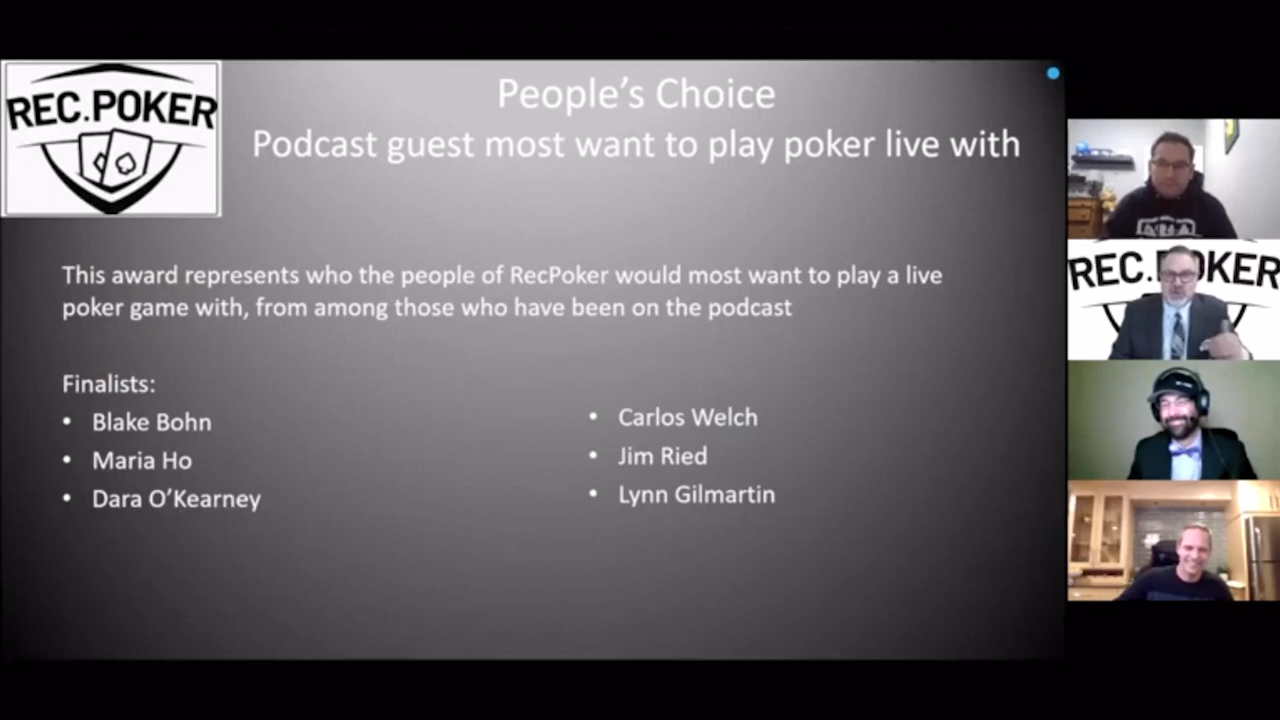 REC.POKER
People's Choice
Podcast guest most want to play poker live with
This award represents who the people of RecPoker would most want to play a live
poker game with, from among those who have been on the podcast
Finalists:
• Blake Bohn
• Maria Ho
• Dara O'Kearney
• Carlos Welch
• Jim Ried
• Lynn Gilmartin